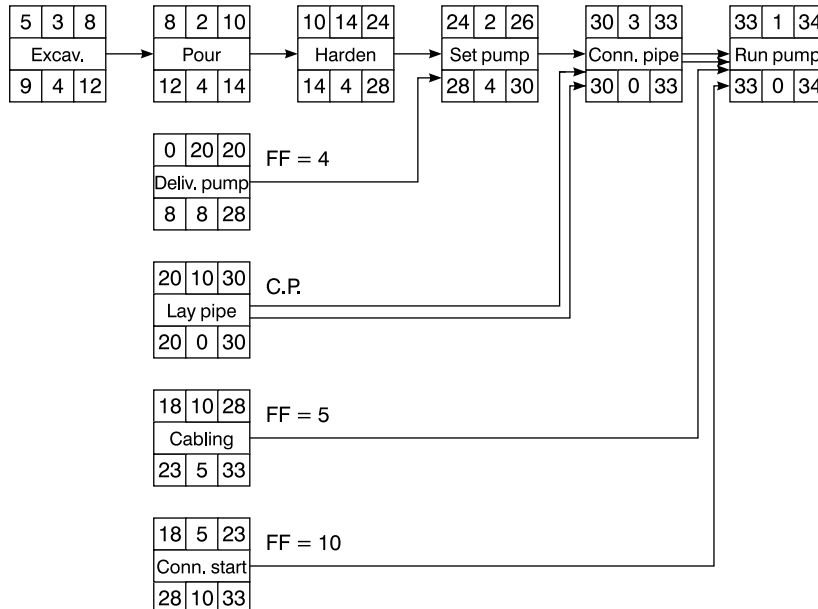 5 3 8 8 2 10 10 14 24 24 2 26 30 3 33 33 1 34
Excav. Pour Harden Set pump Conn. pipe Run pump
9 4 12 12 4 14 14 4 28 28 4 30 30 0 33 33 0 34
0 20 20 FF = 4
Deliv. pump
8 8 28
20 10 30 C.P.
Lay pipe
20 0 30
18 10 28 FF = 5
Cabling
23 5 33
18 5 23 FF = 10
Conn. start
28 10 33